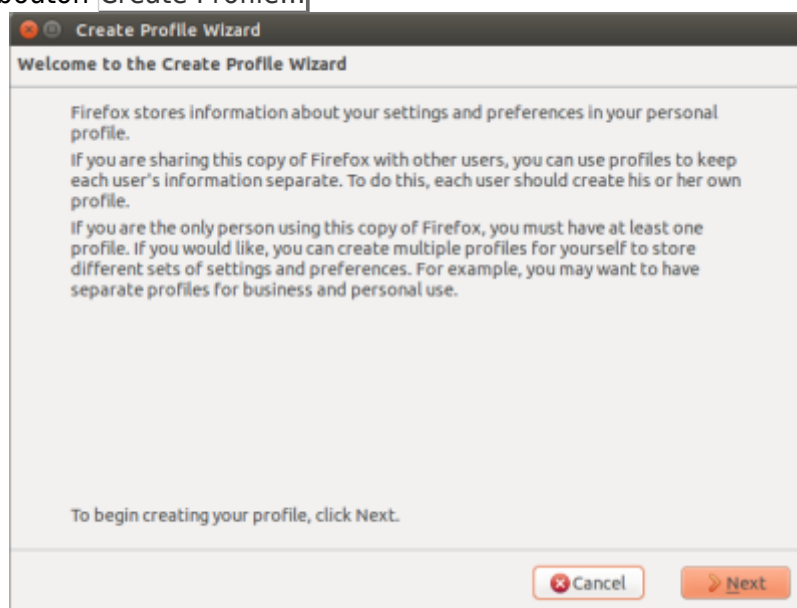 bouton Create Profile...
Create Profile Wizard
Welcome to the Create Profile Wizard
Firefox stores information about your settings and preferences in your personal
profile.
If you are sharing this copy of Firefox with other users, you can use profiles to keep
each user's information separate. To do this, each user should create his or her own
profile.
If you are the only person using this copy of Firefox, you must have at least one
profile. If you would like, you can create multiple profiles for yourself to store
different sets of settings and preferences. For example, you may want to have
separate profiles for business and personal use.
To begin creating your profile, click Next.
Cancel
Next